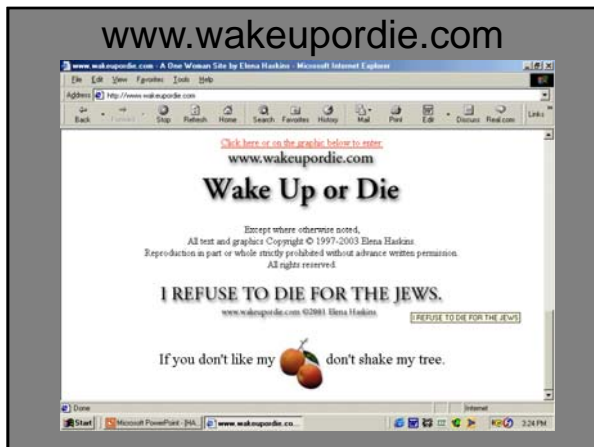 www.wakeupordie.com
www.wakeupordie.com - A One Woman Site by Elena Haskins - Microsoft Internet Explorer
File Edit View Favorites Tools Help
Address http://www.wakeupordie.com
Back Forward Stop Refresh Home Search Favorites History Mail Print Edit Discuss Real.com Links
Click here or on the graphic below to enter:
www.wakeupordie.com
Wake Up or Die
Except where otherwise noted,
All text and graphics Copyright © 1997-2003 Elena Haskins.
Reproduction in part or whole strictly prohibited without advance written permission.
All rights reserved.
I REFUSE TO DIE FOR THE JEWS.
www.wakeupordie.com ©2001 Elena Haskins
I REFUSE TO DIE FOR THE JEWS
If you don't like my don't shake my tree.
Done Internet
Start Microsoft PowerPoint - [HA... www.wakeupordie.co... 3:24 PM